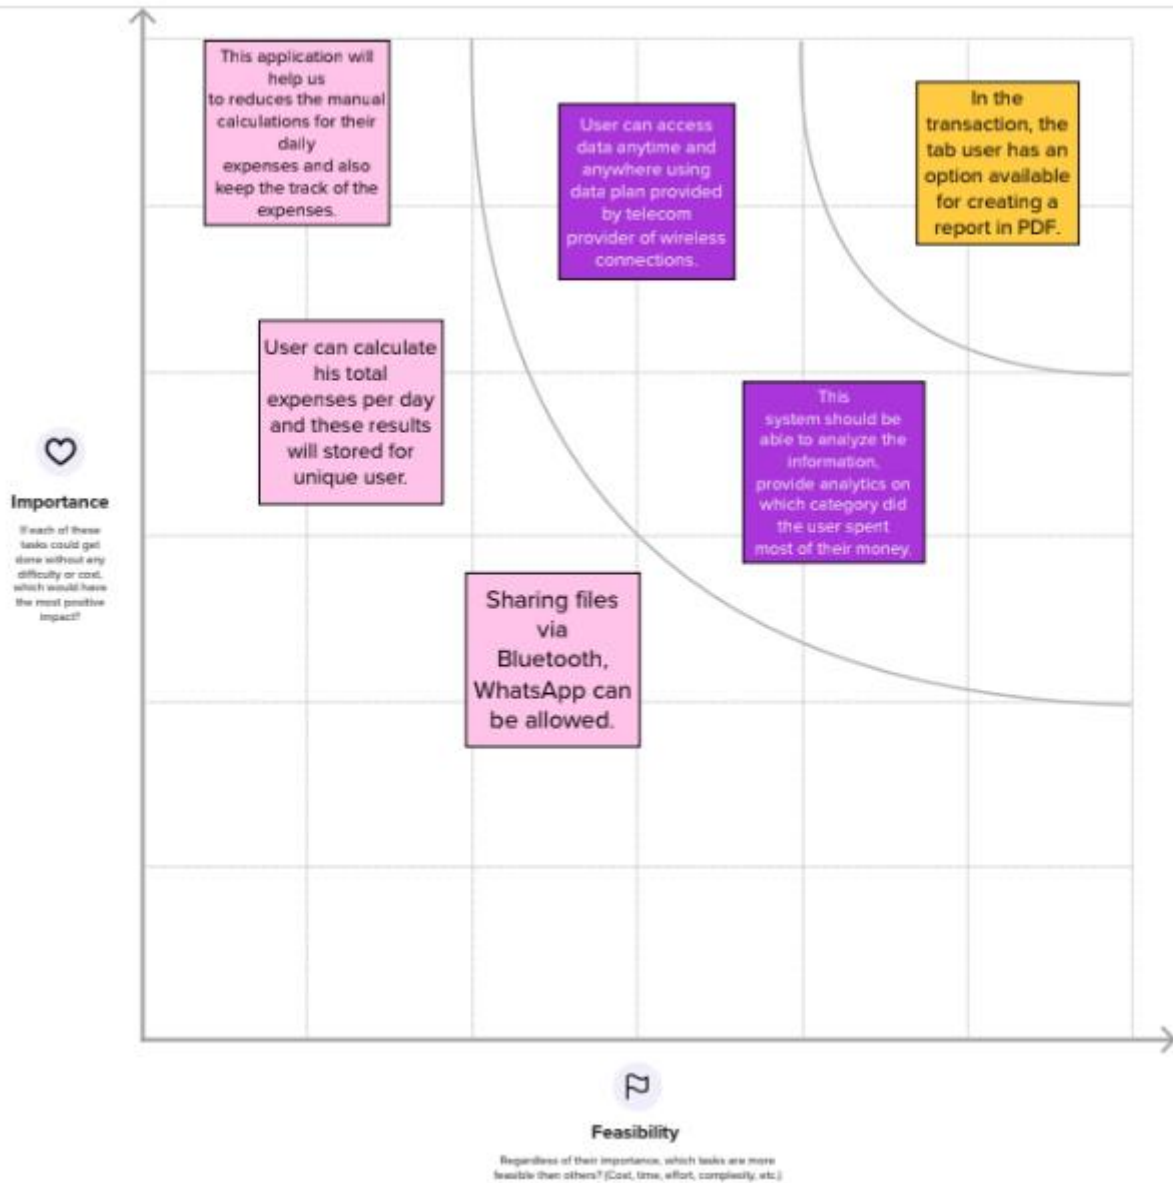 This application will
help us
to reduces the manual
calculations for their
daily
expenses and also
keep the track of the
expenses.
User can access
data anytime and
anywhere using
data plan provided
by telecom
provider of wireless
connections.
In the
transaction, the
tab user has an
option available
for creating a
report in PDF.
User can calculate
his total
expenses per day
and these results
will stored for
unique user.
This
system should be
able to analyze the
information,
provide analytics on
which category did
the user spent
most of their money.
Sharing files
via
Bluetooth,
WhatsApp can
be allowed.
Importance
If each of these
tasks could get
done without any
difficulty or cost,
which would have
the most positive
impact?
Feasibility
Regardless of their importance, which tasks are more
feasible than others? (Cost, time, effort, complexity, etc.)